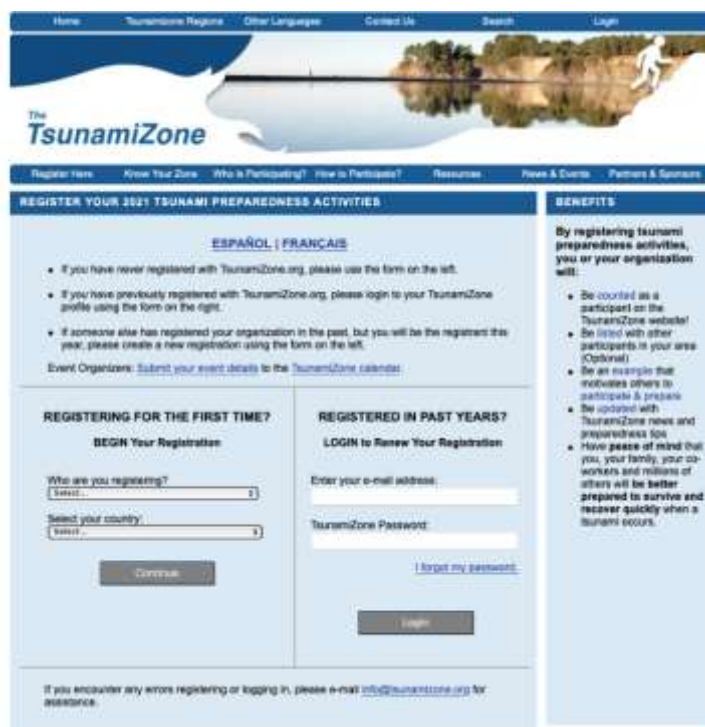 Home Tsunamizone Regions Other Languages Contact Us Search Login
The
TsunamiZone
Register Here Know Your Zone Who is Participating? How to Participate? Resources News & Events Partners & Sponsors
REGISTER YOUR 2021 TSUNAMI PREPAREDNESS ACTIVITIES
ESPAÑOL | FRANÇAIS
If you have never registered with TsunamiZone.org, please use the form on the left.
If you have previously registered with TsunamiZone.org, please login to your TsunamiZone
profile using the form on the right.
If someone else has registered your organization in the past, but you will be the registrant this
year, please create a new registration using the form on the left.
Event Organizers: Submit your event details to the TsunamiZone calendar.
REGISTERING FOR THE FIRST TIME?
BEGIN Your Registration
Who are you registering?
Select...
Select your country:
Select...
Continue
REGISTERED IN PAST YEARS?
LOGIN to Renew Your Registration
Enter your e-mail address:
TsunamiZone Password:
I forgot my password.
Login
If you encounter any errors registering or logging in, please e-mail info@tsunamizone.org for
assistance.
BENEFITS
By registering tsunami
preparedness activities,
you or your organization
will:
Be counted as a
participant on the
TsunamiZone website!
Be listed with other
participants in your area
(Optional)
Be an example that
motivates others to
participate & prepare
Be updated with
TsunamiZone news and
preparedness tips
Have peace of mind that
you, your family, your co-
workers and millions of
others will be better
prepared to survive and
recover quickly when a
tsunami occurs.